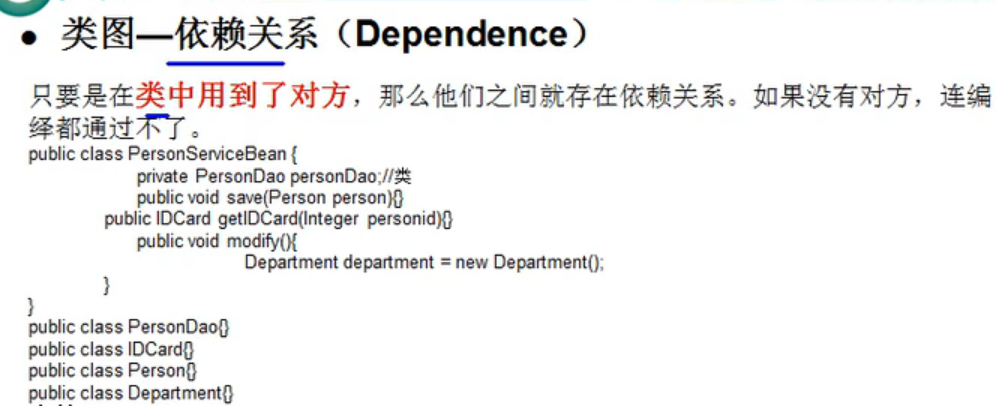 ● 类图—依赖关系（Dependence）
只要是在类中用到了对方，那么他们之间就存在依赖关系。如果没有对方，连编
绎都通过不了。
public class PersonServiceBean {
private PersonDao personDao;//类
public void save(Person person){}
public IDCard getIDCard(Integer personid){}
public void modify(){
Department department = new Department();
}
}
public class PersonDao{}
public class IDCard{}
public class Person{}
public class Department{}